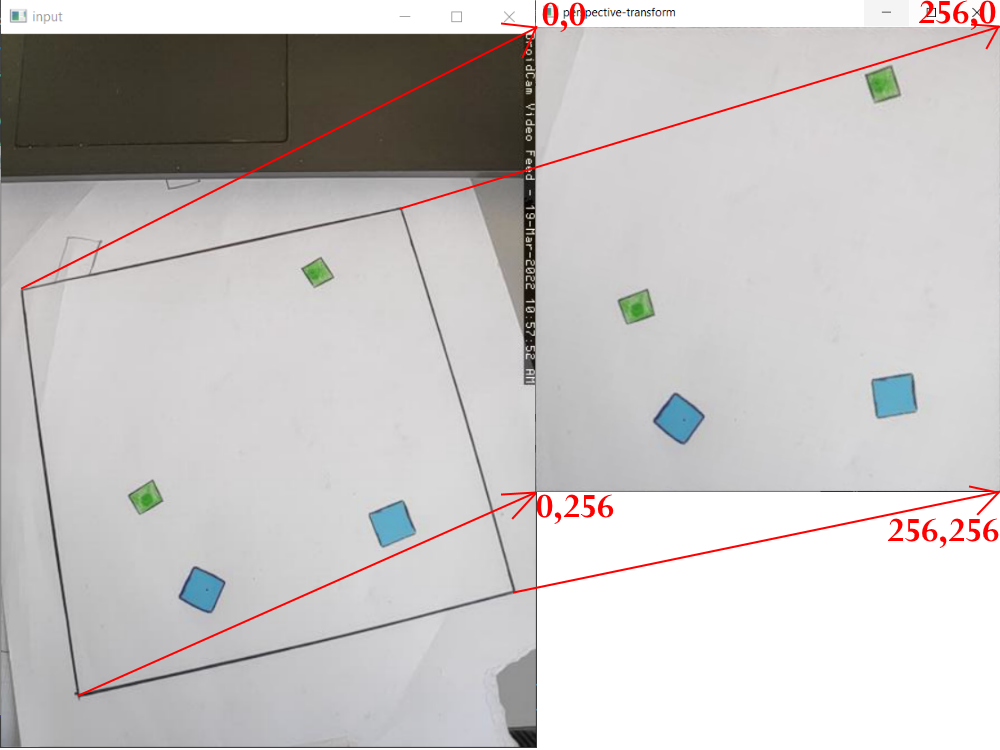 input
perspective-transform
0,0
256,0
DroidCam Video Feed - 19-Mar-2022 10:57:52 AM
0,256
256,256